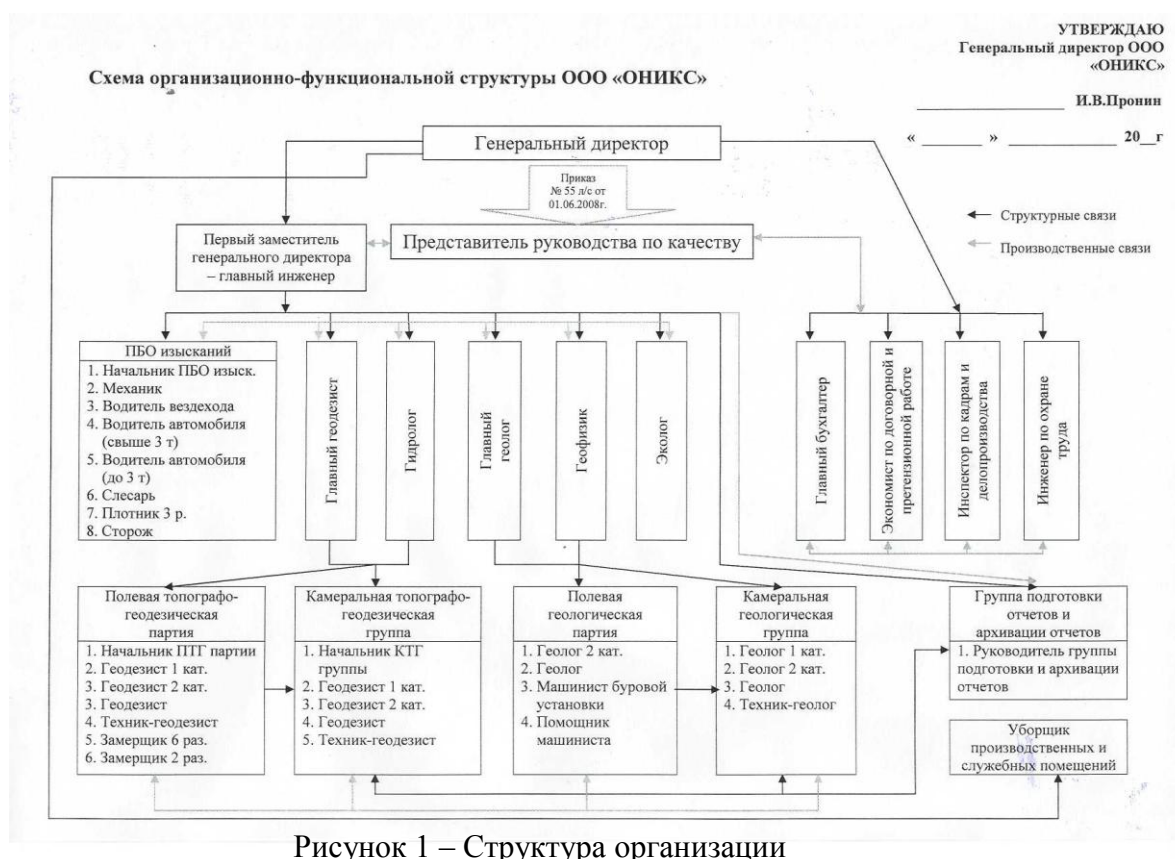 УТВЕРЖДАЮ
Генеральный директор ООО
«ОНИКС»
И.В.Пронин
« » 20__г
Схема организационно-функциональной структуры ООО «ОНИКС»
Генеральный директор
Приказ
№ 55 л/с от
01.06.2008г.
Структурные связи
Производственные связи
Первый заместитель
генерального директора
– главный инженер
Представитель руководства по качеству
ПБО изысканий
1. Начальник ПБО изыск.
2. Механик
3. Водитель вездехода
4. Водитель автомобиля
(свыше 3 т)
5. Водитель автомобиля
(до 3 т)
6. Слесарь
7. Плотник 3 р.
8. Сторож
Главный геодезист
Гидролог
Главный
геолог
Геофизик
Эколог
Главный бухгалтер
Экономист по договорной и
претензионной работе
Инспектор по кадрам и
делопроизводства
Инженер по охране
труда
Полевая топографо-
геодезическая
партия
1. Начальник ПТГ партии
2. Геодезист 1 кат.
3. Геодезист 2 кат.
3. Геодезист
4. Техник-геодезист
5. Замерщик 6 раз.
6. Замерщик 2 раз.
Камеральная топографо-
геодезическая
группа
1. Начальник КТГ
группы
2. Геодезист 1 кат.
3. Геодезист 2 кат.
4. Геодезист
5. Техник-геодезист
Полевая
геологическая
партия
1. Геолог 2 кат.
2. Геолог
3. Машинист буровой
установки
4. Помощник
машиниста
Камеральная
геологическая
группа
1. Геолог 1 кат.
2. Геолог 2 кат.
3. Геолог
4. Техник-геолог
Группа подготовки
отчетов и
архивации отчетов
1. Руководитель группы
подготовки и архивации
отчетов
Уборщик
производственных и
служебных помещений
Рисунок 1 – Структура организации